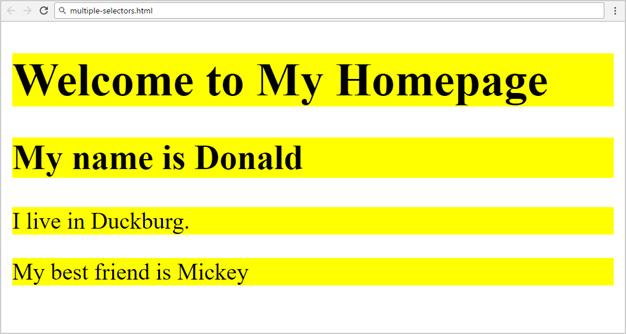 multiple-selectors.html
Welcome to My Homepage
My name is Donald
I live in Duckburg.
My best friend is Mickey